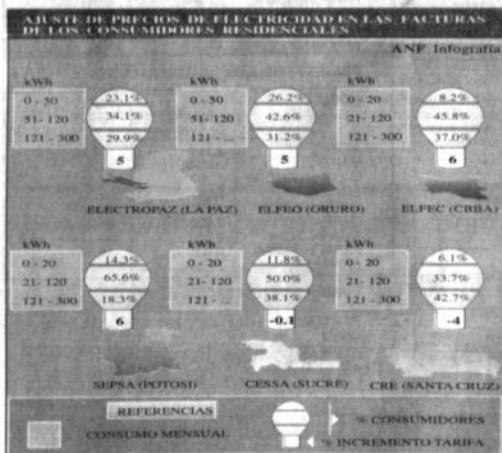 AJUSTE DE PRECIOS DE ELECTRICIDAD EN LAS FACTURAS
DE LOS CONSUMIDORES RESIDENCIALES
ANF Infografía
kWh
0 - 50
51- 120
121 - 300
23.1%
34.1%
29.9%
5
ELECTROPAZ (LA PAZ)
kWh
0 - 50
51- 120
121 - ...
26.2%
42.6%
31.2%
5
ELFEO (ORURO)
kWh
0 - 20
21- 120
121 - 300
8.2%
45.8%
37.0%
6
ELFEC (CBBA)
kWh
0 - 20
21- 120
121 - 300
14.3%
65.6%
18.3%
6
SEPSA (POTOSI)
kWh
0 - 20
21- 120
121 - ...
11.8%
50.0%
38.1%
-0.1
CESSA (SUCRE)
kWh
0 - 20
21- 120
121 - 300
6.1%
33.7%
42.7%
-4
CRE (SANTA CRUZ)
REFERENCIAS
CONSUMO MENSUAL
% CONSUMIDORES
% INCREMENTO TARIFA